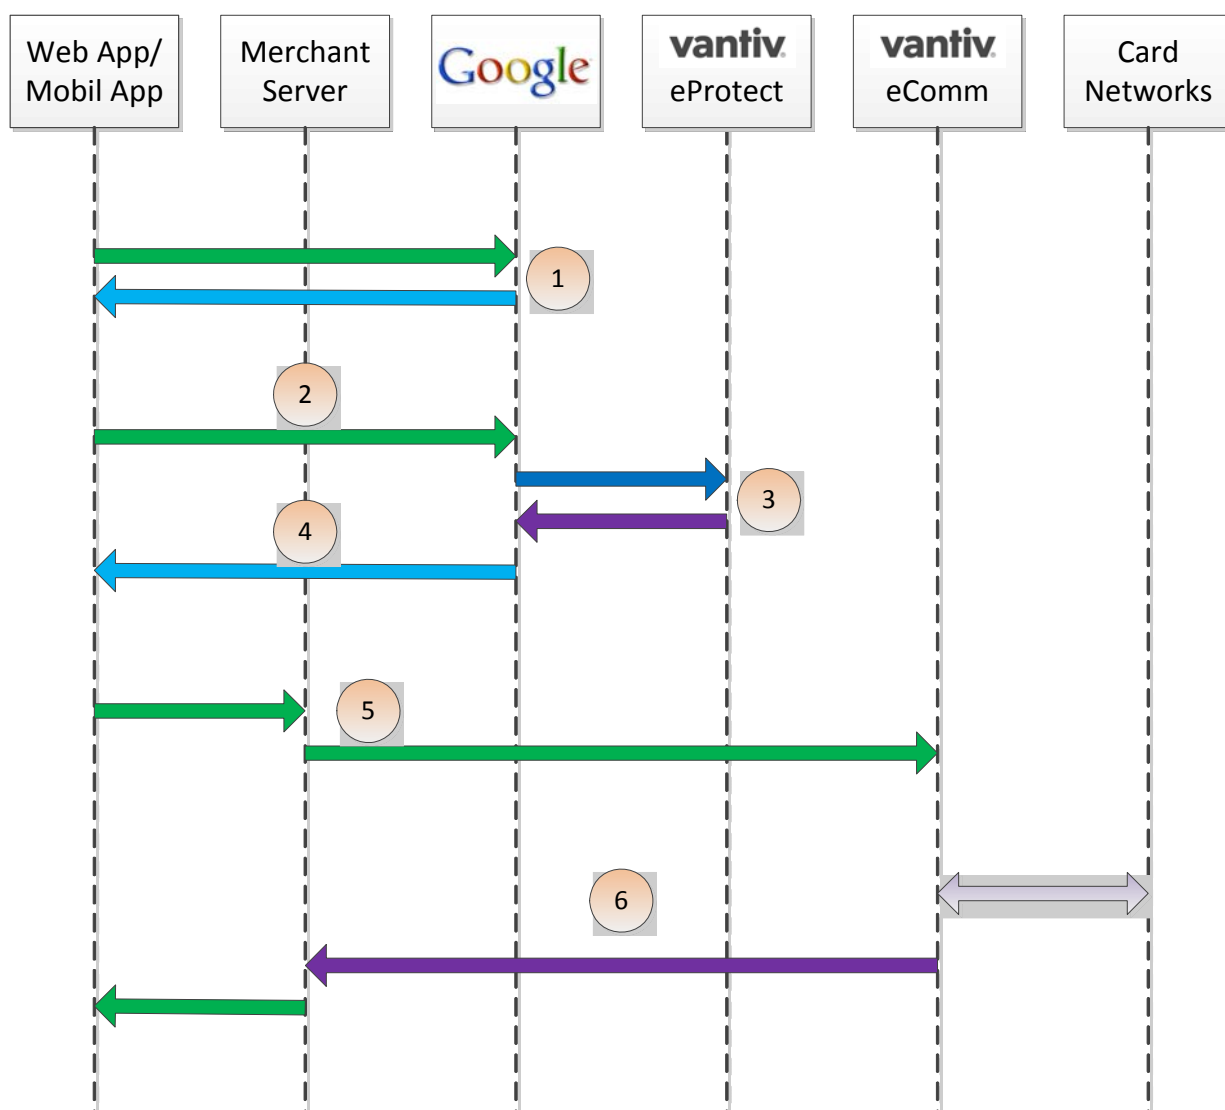 Web App/
Mobil App
Merchant
Server
Google
vantiv
eProtect
vantiv
eComm
Card
Networks
1
2
3
4
5
6